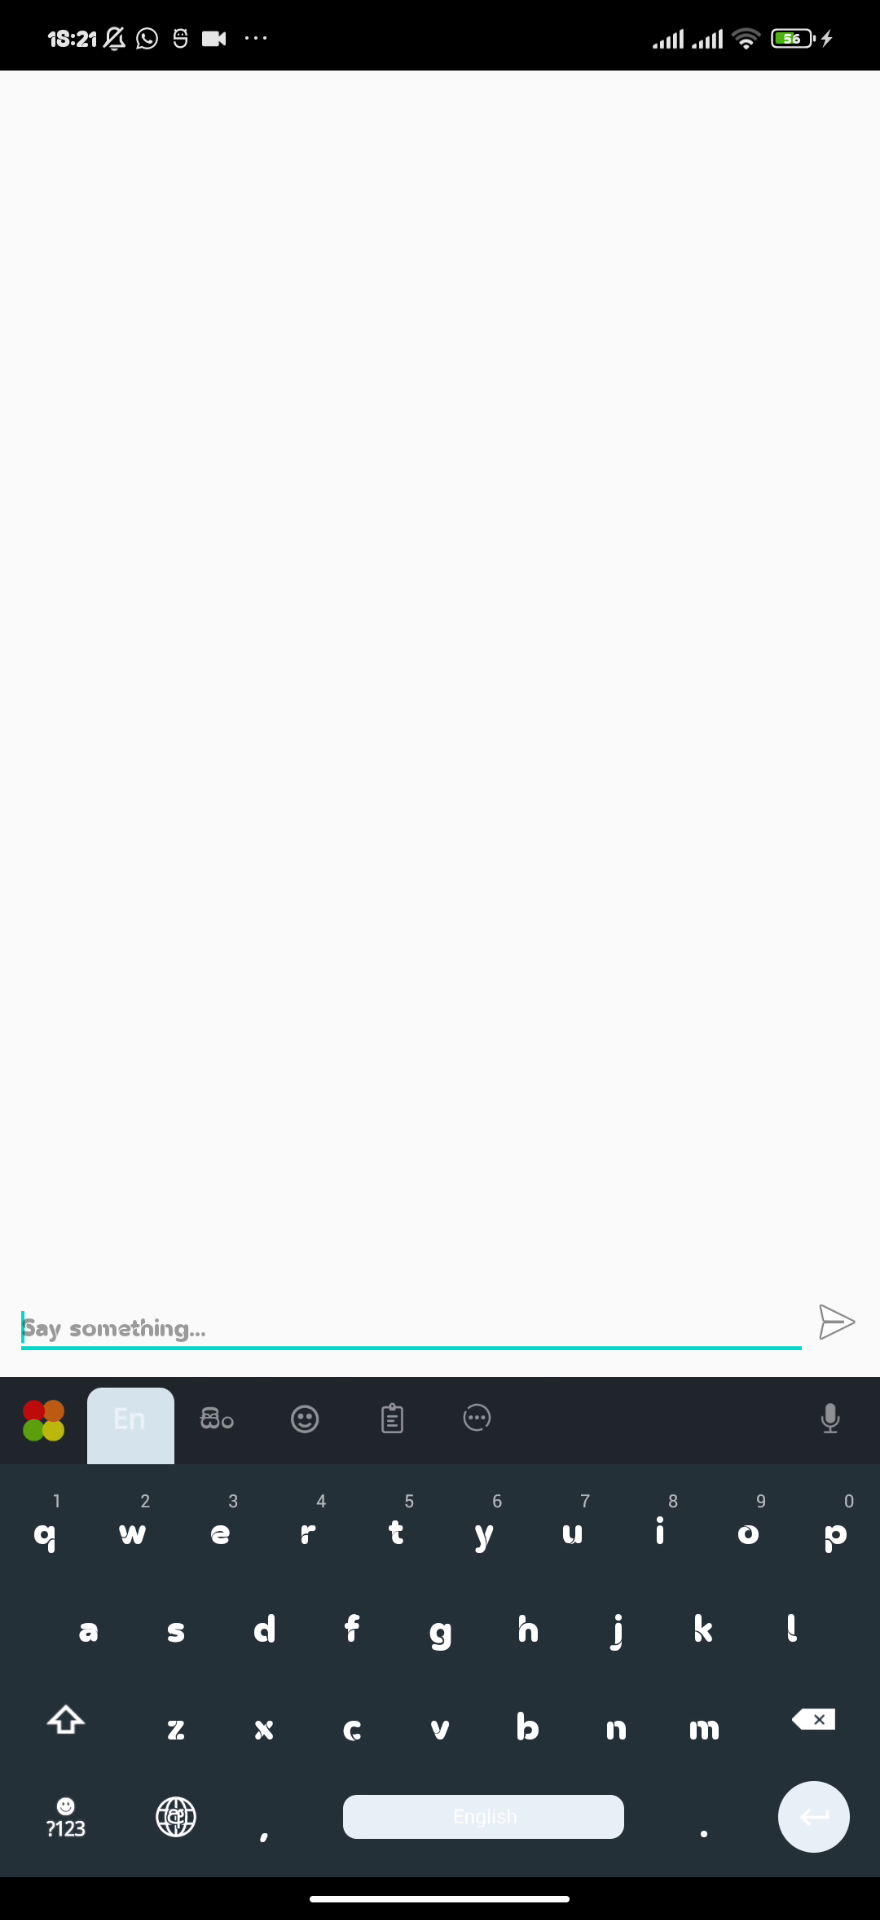 18:21 56
Say something...
En සිං
1 2 3 4 5 6 7 8 9 0
q w e r t y u i o p
a s d f g h j k l
z x c v b n m
?123 , English .